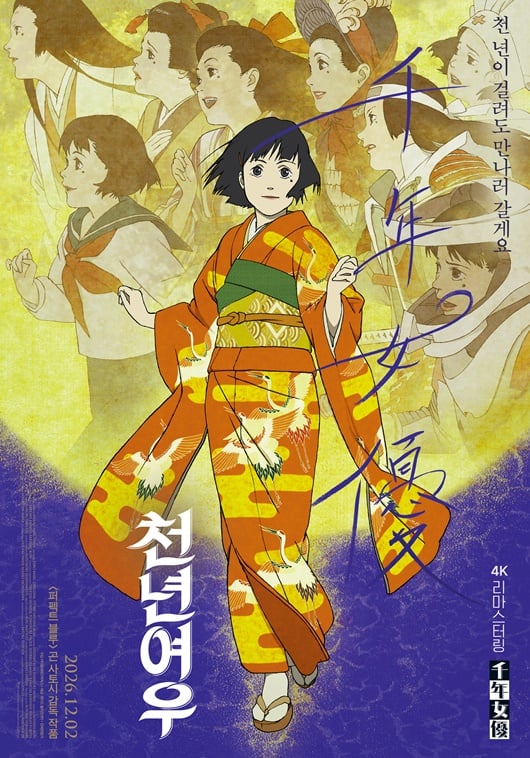 천 년이 걸려도 만나러 갈게요
千年女優
천년여우
4K 리마스터링
千年女優
<퍼펙트 블루> 곤 사토시 감독 작품
2026.12.02